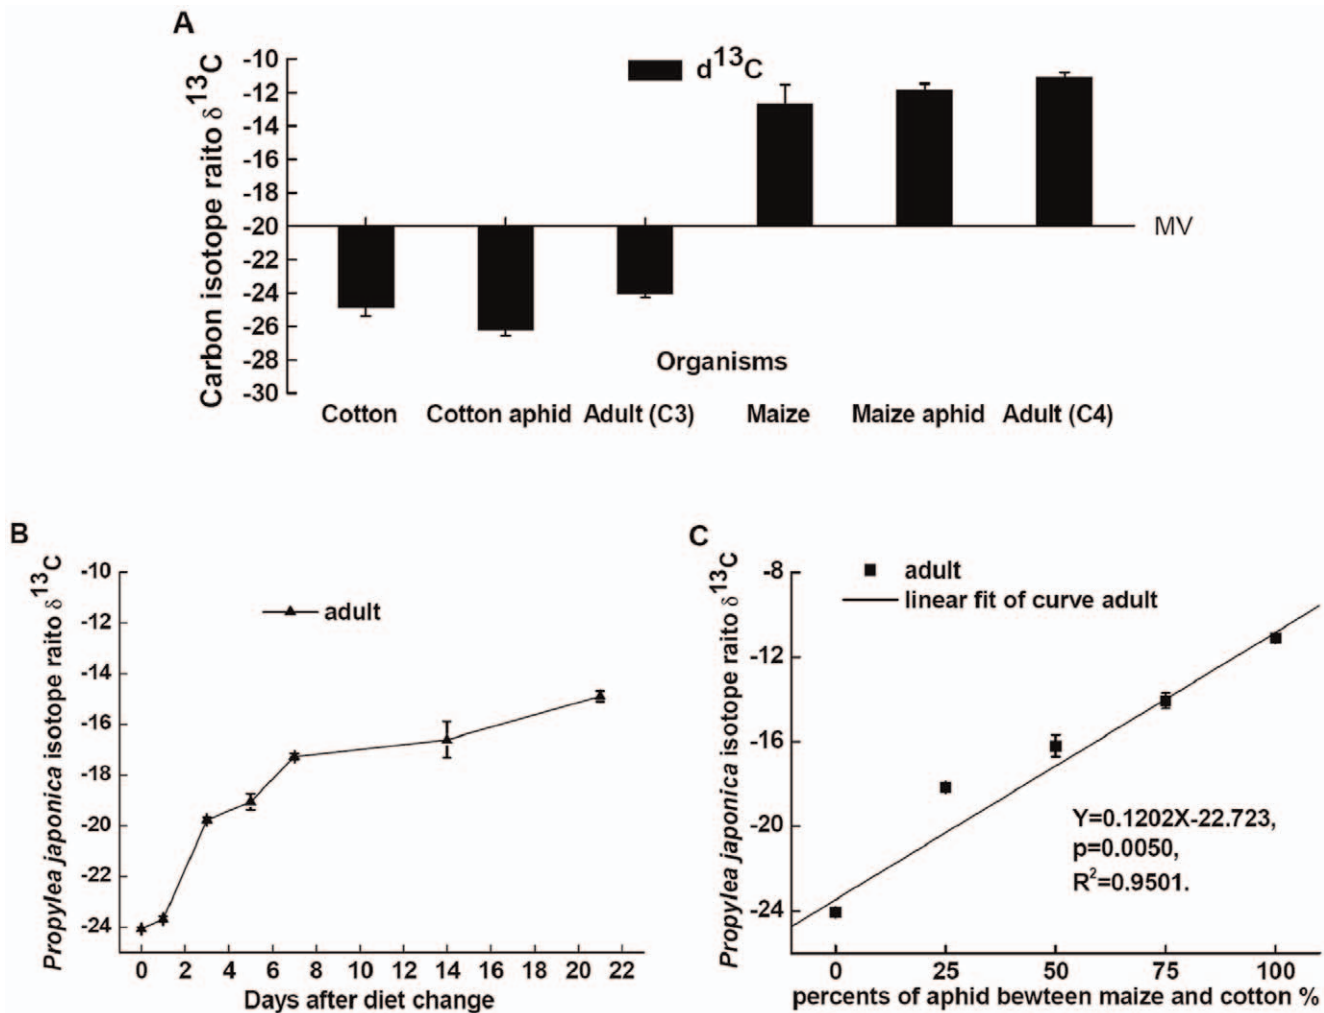 A
Carbon isotope raito δ¹³C
-10
-12
-14
-16
-18
-20
-22
-24
-26
-28
-30
d¹³C
MV
Organisms
Cotton Cotton aphid Adult (C3) Maize Maize aphid Adult (C4)
B
Propylea japonica isotope raito δ¹³C
-10
-12
-14
-16
-18
-20
-22
-24
adult
0 2 4 6 8 10 12 14 16 18 20 22
Days after diet change
C
Propylea japonica isotope raito δ¹³C
-8
-12
-16
-20
-24
adult
linear fit of curve adult
Y=0.1202X-22.723,
p=0.0050,
R²=0.9501.
0 25 50 75 100
percents of aphid bewteen maize and cotton %